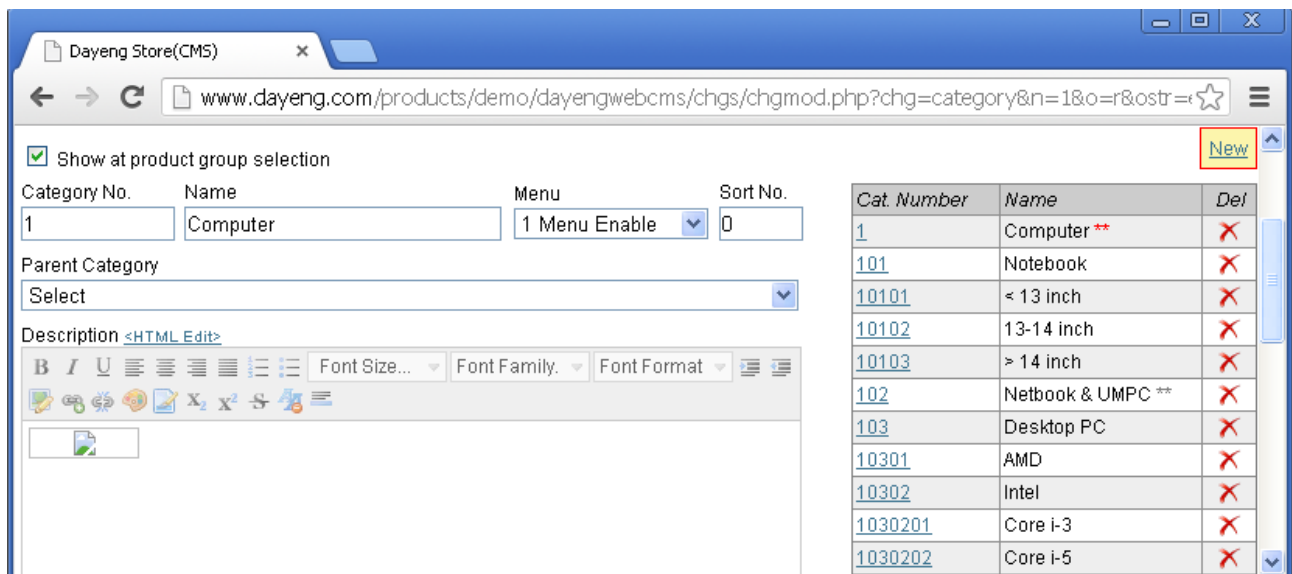 Dayeng Store(CMS)
www.dayeng.com/products/demo/dayengwebcms/chgs/chgmod.php?chg=category&n=1&o=r&ostr=
Show at product group selection
New
Category No. Name Menu Sort No.
1 Computer 1 Menu Enable 0
Parent Category
Select
Description <HTML Edit>
B I U Font Size... Font Family. Font Format
X₂ X² S
Cat. Number Name Del
1 Computer **
101 Notebook
10101 < 13 inch
10102 13-14 inch
10103 > 14 inch
102 Netbook & UMPC **
103 Desktop PC
10301 AMD
10302 Intel
1030201 Core i-3
1030202 Core i-5